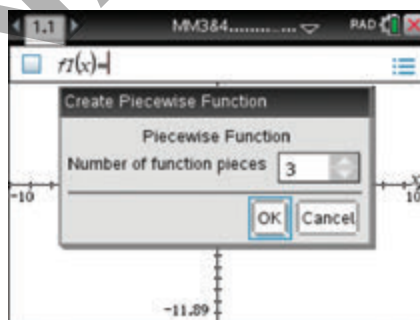 1.1 MM3&4... ... RAD
f1(x)=
Create Piecewise Function
Piecewise Function
Number of function pieces 3
OK Cancel
-10 x
10
-11.89